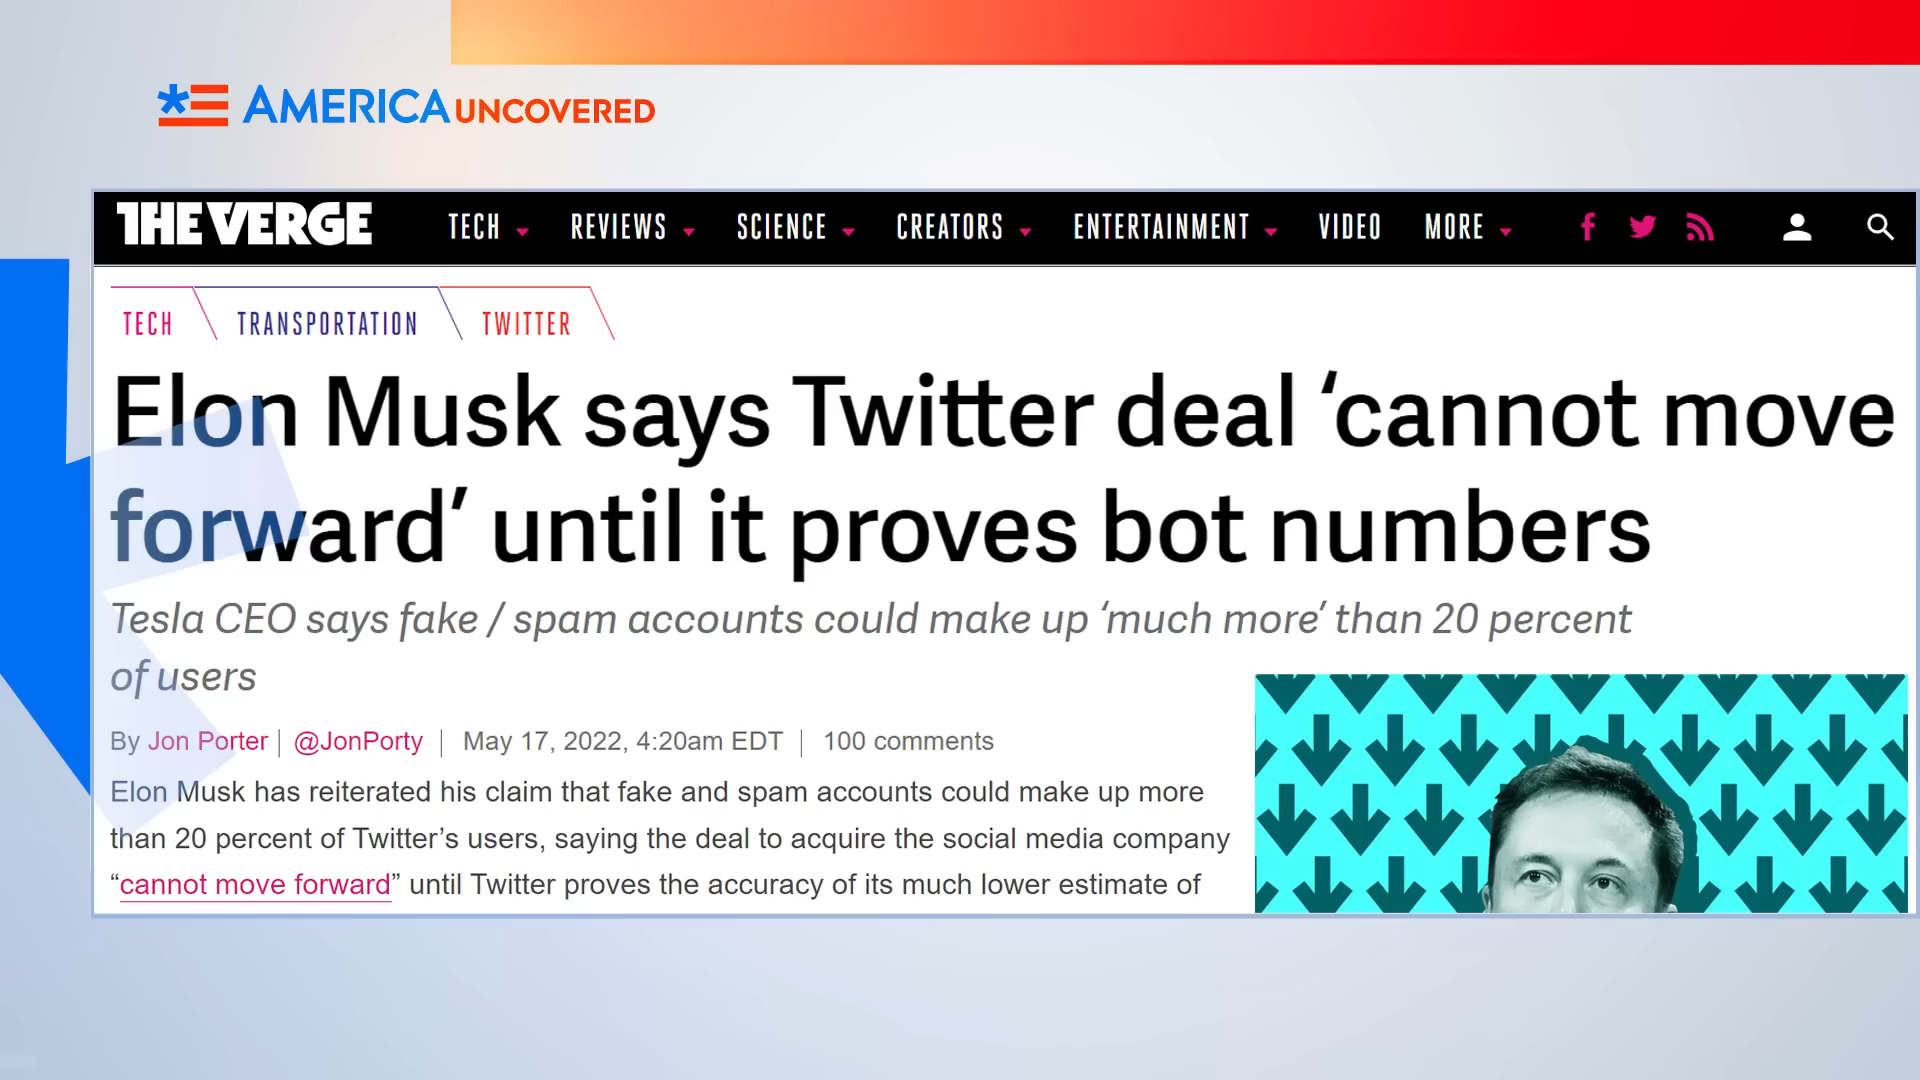 AMERICA UNCOVERED
THE VERGE TECH REVIEWS SCIENCE CREATORS ENTERTAINMENT VIDEO MORE
TECH TRANSPORTATION TWITTER
Elon Musk says Twitter deal ‘cannot move
forward’ until it proves bot numbers
Tesla CEO says fake / spam accounts could make up ‘much more’ than 20 percent
of users
By Jon Porter | @JonPorty | May 17, 2022, 4:20am EDT | 100 comments
Elon Musk has reiterated his claim that fake and spam accounts could make up more
than 20 percent of Twitter’s users, saying the deal to acquire the social media company
“cannot move forward” until Twitter proves the accuracy of its much lower estimate of